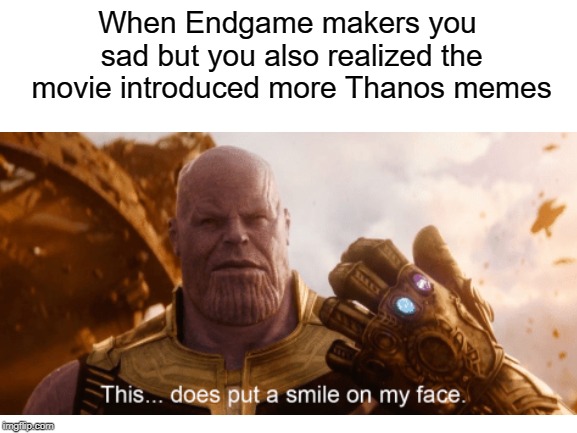 When Endgame makers you
sad but you also realized the
movie introduced more Thanos memes
This... does put a smile on my face.
imgflip.com